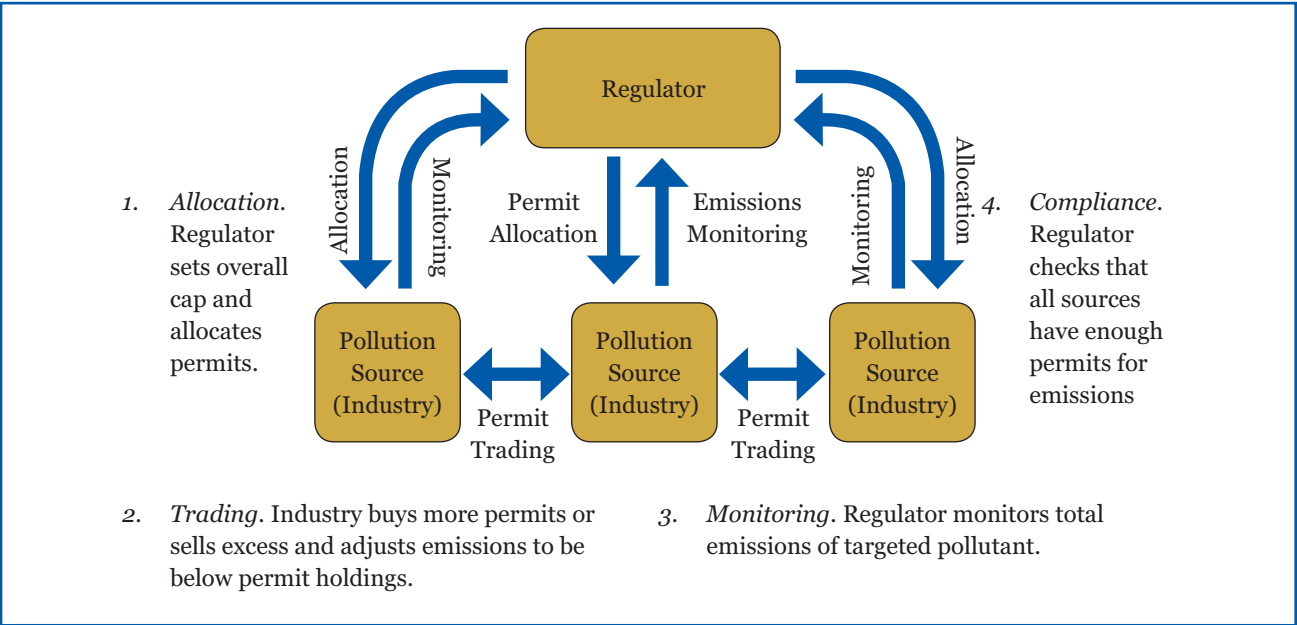 Regulator
Allocation
Monitoring
Permit
Allocation
Emissions
Monitoring
Monitoring
Allocation
1. Allocation.
Regulator
sets overall
cap and
allocates
permits.
4. Compliance.
Regulator
checks that
all sources
have enough
permits for
emissions
Pollution
Source
(Industry)
Permit
Trading
Pollution
Source
(Industry)
Permit
Trading
Pollution
Source
(Industry)
2. Trading. Industry buys more permits or
sells excess and adjusts emissions to be
below permit holdings.
3. Monitoring. Regulator monitors total
emissions of targeted pollutant.